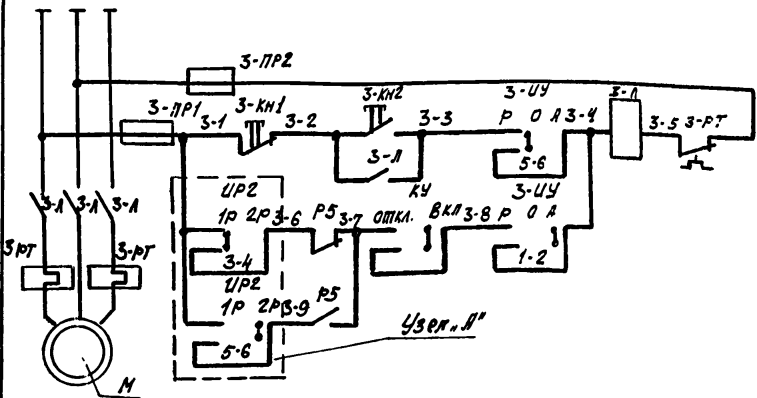 3-ПР2
3-ПР1
3-КН1
3-КН2
3-ИУ
3-Л
3-1
3-2
3-3
Р О А
3-4
3-5
3-РТ
3-Л
5-6
ИР2
КУ
3-ИУ
3-Л
3-Л
3-Л
1Р 2Р
3-6
Р5
3-7
ОТКЛ.
ВКЛ
3-8
Р О А
3РТ
3-РТ
3-4
1-2
ИР2
1Р 2Р
3-9
Р5
Узел „А"
5-6
М